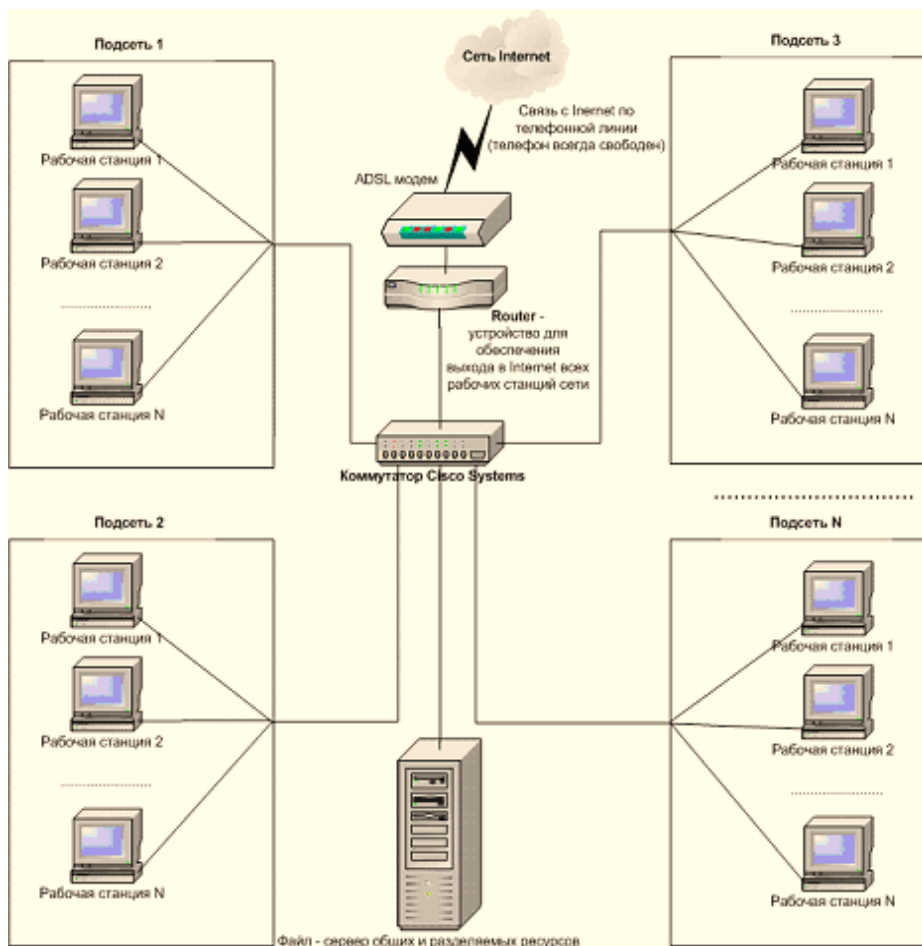 Подсеть 1
Рабочая станция 1
Рабочая станция 2
Рабочая станция N
Сеть Internet
Связь с Inernet по
телефонной линии
(телефон всегда свободен)
ADSL модем
Router -
устройство для
обеспечения
выхода в Internet всех
рабочих станций сети
Коммутатор Cisco Systems
Подсеть 3
Рабочая станция 1
Рабочая станция 2
Рабочая станция N
Подсеть 2
Рабочая станция 1
Рабочая станция 2
Рабочая станция N
Подсеть N
Рабочая станция 1
Рабочая станция 2
Рабочая станция N
Файл - сервер общих и разделяемых ресурсов